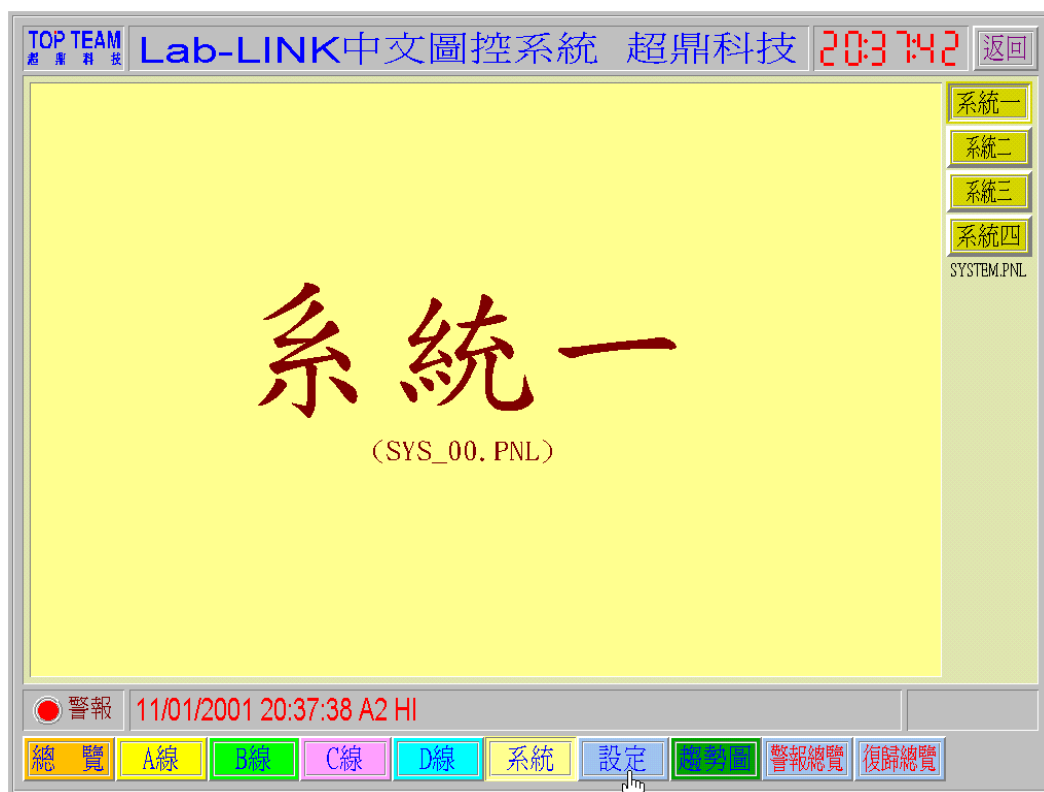 TOP TEAM
超鼎科技
Lab-LINK中文圖控系統 超鼎科技
20:37:42
返回
系統一
系統二
系統三
系統四
SYSTEM.PNL
系統一
(SYS_00.PNL)
警報
11/01/2001 20:37:38 A2 HI
總 覽
A線
B線
C線
D線
系統
設定
趨勢圖
警報總覽
復歸總覽